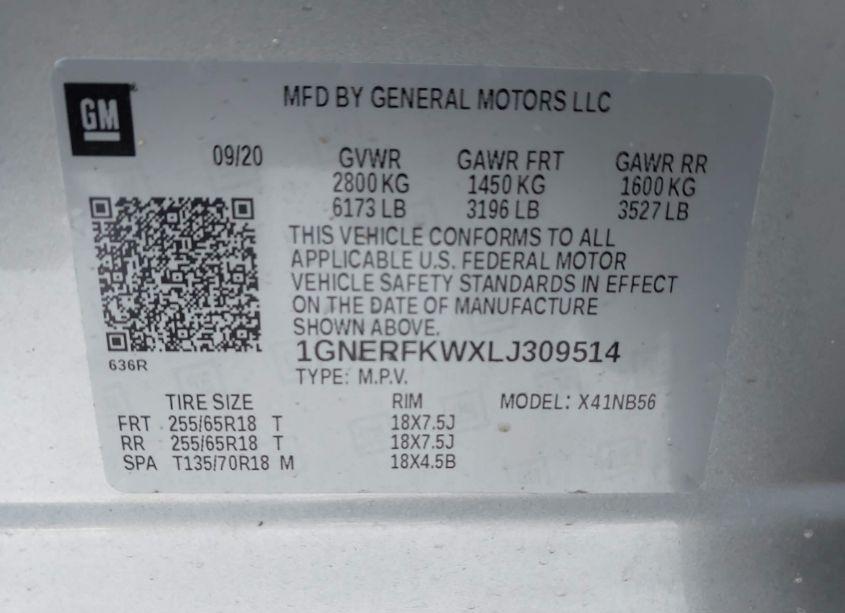 GM
MFD BY GENERAL MOTORS LLC
09/20 GVWR GAWR FRT GAWR RR
2800 KG 1450 KG 1600 KG
6173 LB 3196 LB 3527 LB
THIS VEHICLE CONFORMS TO ALL
APPLICABLE U.S. FEDERAL MOTOR
VEHICLE SAFETY STANDARDS IN EFFECT
ON THE DATE OF MANUFACTURE
SHOWN ABOVE.
1GNERFKWXLJ309514
636R
TYPE: M.P.V.
TIRE SIZE RIM MODEL: X41NB56
FRT 255/65R18 T 18X7.5J
RR 255/65R18 T 18X7.5J
SPA T135/70R18 M 18X4.5B